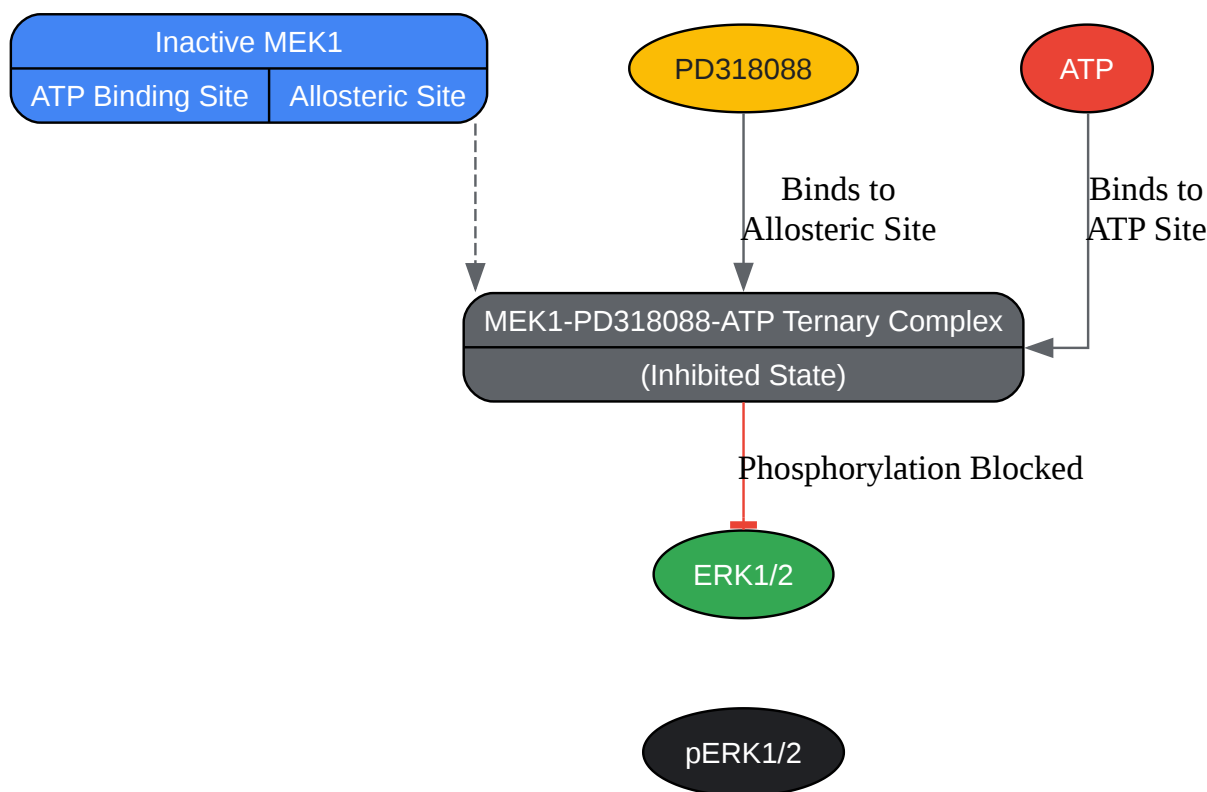 Inactive MEK1
ATP Binding Site
Allosteric Site
PD318088
ATP
Binds to
Allosteric Site
Binds to
ATP Site
MEK1-PD318088-ATP Ternary Complex
(Inhibited State)
Phosphorylation Blocked
ERK1/2
pERK1/2